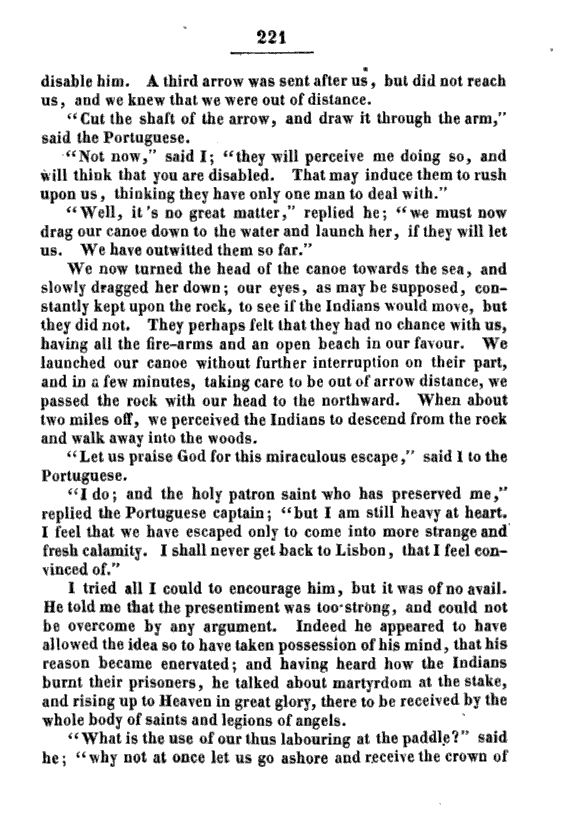 221
disable him. A third arrow was sent after us, but did not reach
us, and we knew that we were out of distance.
"Cut the shaft of the arrow, and draw it through the arm,"
said the Portuguese.
"Not now," said I; "they will perceive me doing so, and
will think that you are disabled. That may induce them to rush
upon us, thinking they have only one man to deal with."
"Well, it's no great matter," replied he; "we must now
drag our canoe down to the water and launch her, if they will let
us. We have outwitted them so far."
We now turned the head of the canoe towards the sea, and
slowly dragged her down; our eyes, as may be supposed, con-
stantly kept upon the rock, to see if the Indians would move, but
they did not. They perhaps felt that they had no chance with us,
having all the fire-arms and an open beach in our favour. We
launched our canoe without further interruption on their part,
and in a few minutes, taking care to be out of arrow distance, we
passed the rock with our head to the northward. When about
two miles off, we perceived the Indians to descend from the rock
and walk away into the woods.
"Let us praise God for this miraculous escape," said I to the
Portuguese.
"I do; and the holy patron saint who has preserved me,"
replied the Portuguese captain; "but I am still heavy at heart.
I feel that we have escaped only to come into more strange and
fresh calamity. I shall never get back to Lisbon, that I feel con-
vinced of."
I tried all I could to encourage him, but it was of no avail.
He told me that the presentiment was too strong, and could not
be overcome by any argument. Indeed he appeared to have
allowed the idea so to have taken possession of his mind, that his
reason became enervated; and having heard how the Indians
burnt their prisoners, he talked about martyrdom at the stake,
and rising up to Heaven in great glory, there to be received by the
whole body of saints and legions of angels.
"What is the use of our thus labouring at the paddle?" said
he; "why not at once let us go ashore and receive the crown of